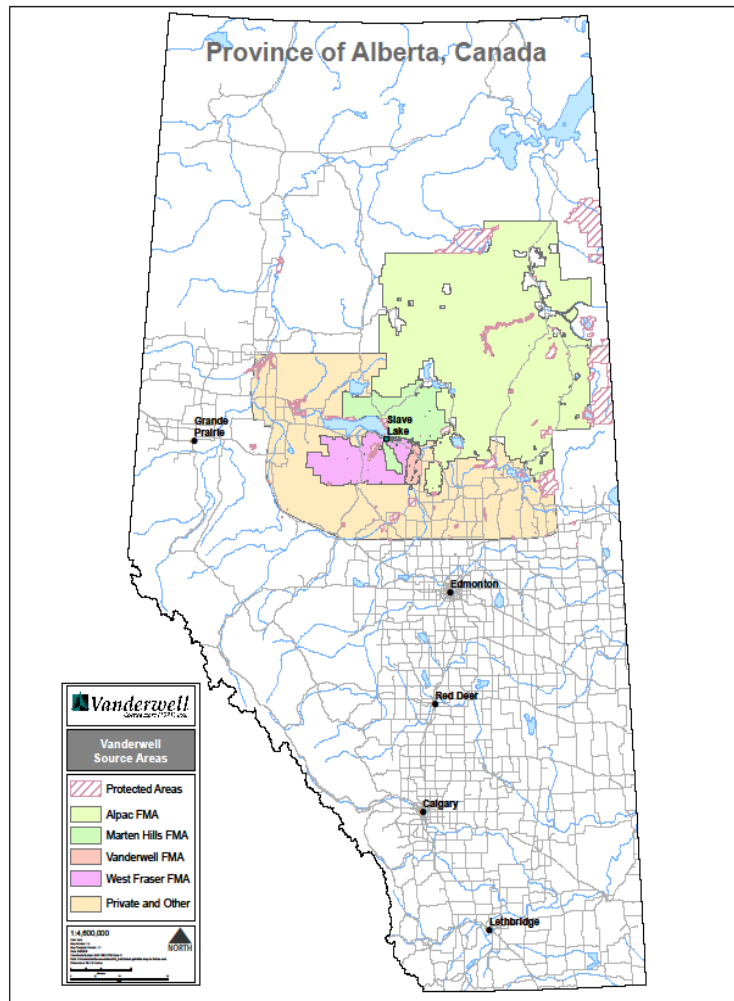 Province of Alberta, Canada
Slave
Lake
Grande
Prairie
Edmonton
Red Deer
Calgary
Lethbridge
Vanderwell
Vanderwell
Source Areas
Protected Areas
Alpac FMA
Marten Hills FMA
Vanderwell FMA
West Fraser FMA
Private and Other
1:4,600,000
NORTH